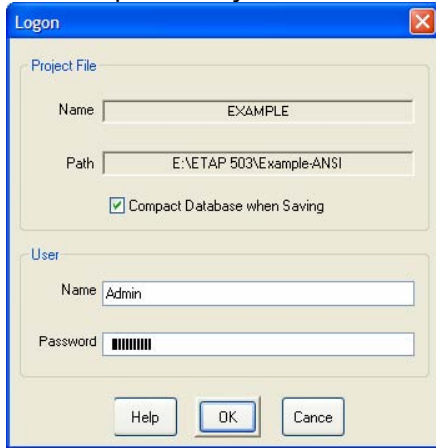 Logon
Project File
Name EXAMPLE
Path E:\ETAP 503\Example-ANSI
Compact Database when Saving
User
Name Admin
Password
Help OK Cance